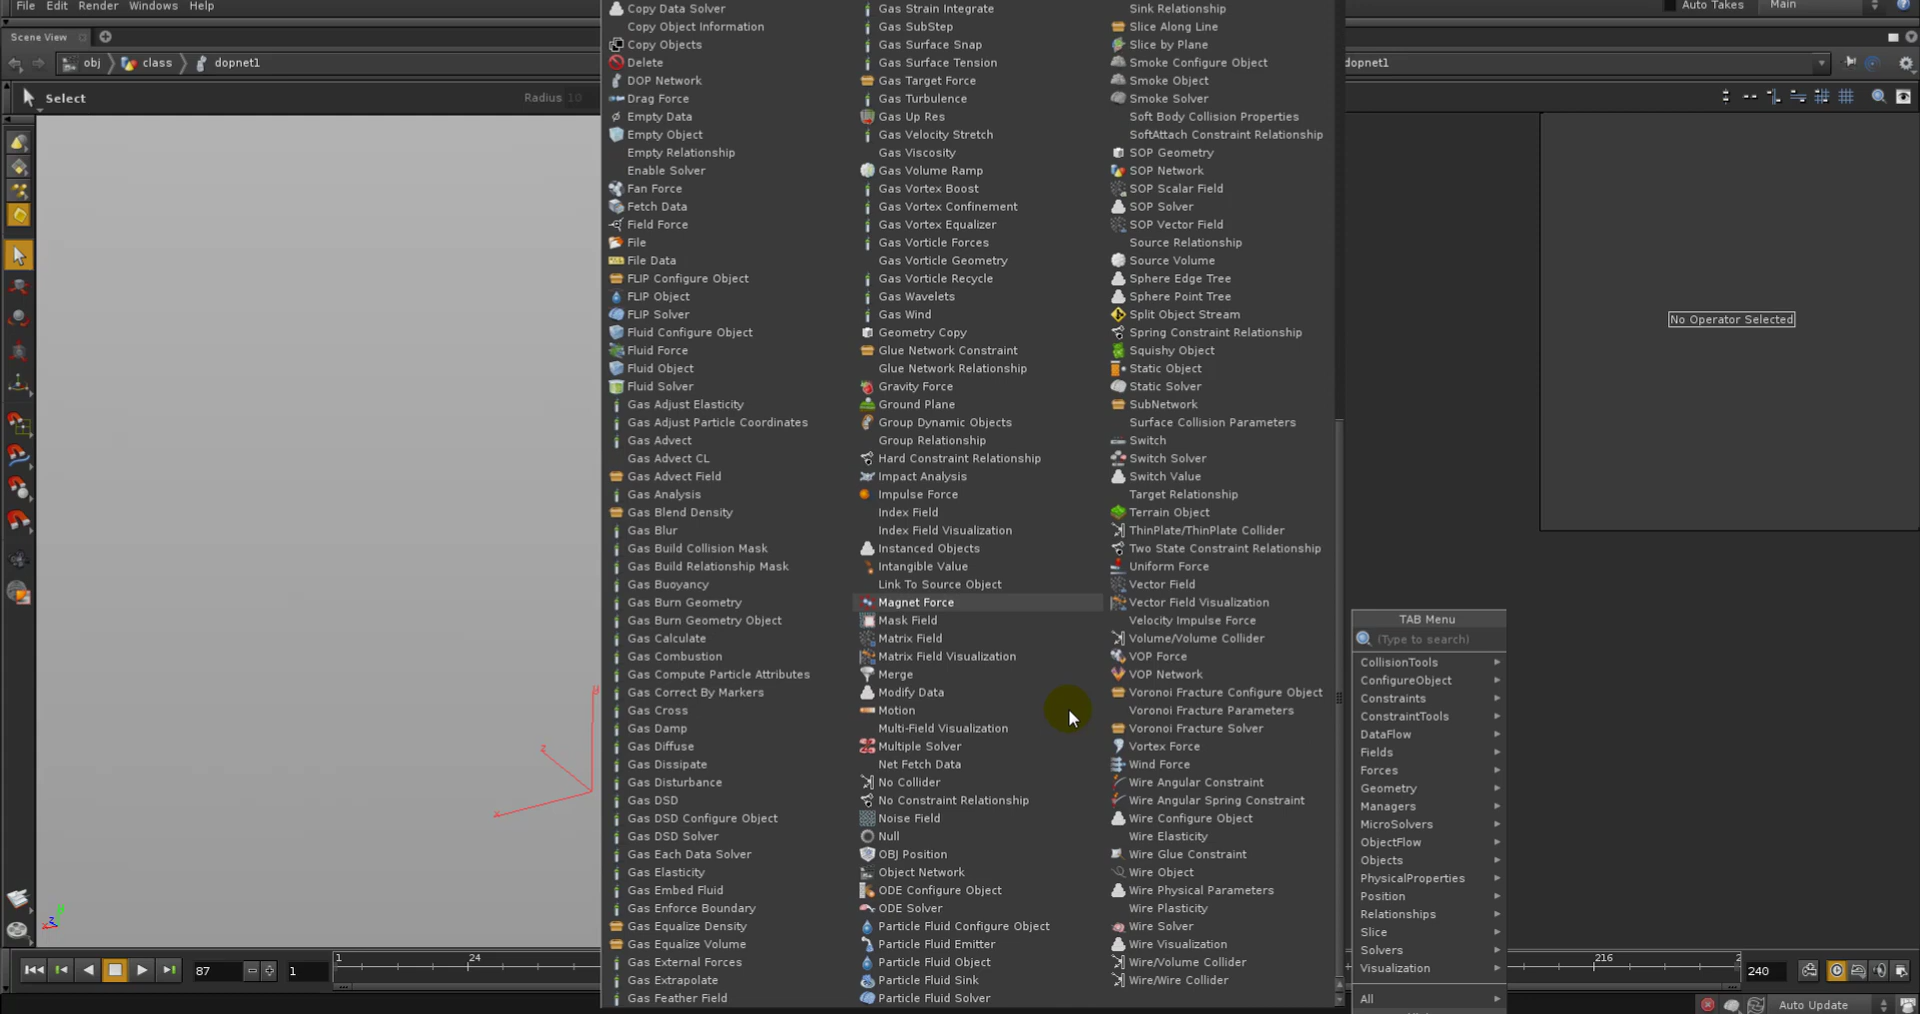 File Edit Render Windows Help
Auto Takes Main
Scene View
obj class dopnet1
dopnet1
Select
Radius 10
Copy Data Solver
Copy Object Information
Copy Objects
Delete
DOP Network
Drag Force
Empty Data
Empty Object
Empty Relationship
Enable Solver
Fan Force
Fetch Data
Field Force
File
File Data
FLIP Configure Object
FLIP Object
FLIP Solver
Fluid Configure Object
Fluid Force
Fluid Object
Fluid Solver
Gas Adjust Elasticity
Gas Adjust Particle Coordinates
Gas Advect
Gas Advect CL
Gas Advect Field
Gas Analysis
Gas Blend Density
Gas Blur
Gas Build Collision Mask
Gas Build Relationship Mask
Gas Buoyancy
Gas Burn Geometry
Gas Burn Geometry Object
Gas Calculate
Gas Combustion
Gas Compute Particle Attributes
Gas Correct By Markers
Gas Cross
Gas Damp
Gas Diffuse
Gas Dissipate
Gas Disturbance
Gas DSD
Gas DSD Configure Object
Gas DSD Solver
Gas Each Data Solver
Gas Elasticity
Gas Embed Fluid
Gas Enforce Boundary
Gas Equalize Density
Gas Equalize Volume
Gas External Forces
Gas Extrapolate
Gas Feather Field
Gas Strain Integrate
Gas SubStep
Gas Surface Snap
Gas Surface Tension
Gas Target Force
Gas Turbulence
Gas Up Res
Gas Velocity Stretch
Gas Viscosity
Gas Volume Ramp
Gas Vortex Boost
Gas Vortex Confinement
Gas Vortex Equalizer
Gas Vorticle Forces
Gas Vorticle Geometry
Gas Vorticle Recycle
Gas Wavelets
Gas Wind
Geometry Copy
Glue Network Constraint
Glue Network Relationship
Gravity Force
Ground Plane
Group Dynamic Objects
Group Relationship
Hard Constraint Relationship
Impact Analysis
Impulse Force
Index Field
Index Field Visualization
Instanced Objects
Intangible Value
Link To Source Object
Magnet Force
Mask Field
Matrix Field
Matrix Field Visualization
Merge
Modify Data
Motion
Multi-Field Visualization
Multiple Solver
Net Fetch Data
No Collider
No Constraint Relationship
Noise Field
Null
OBJ Position
Object Network
ODE Configure Object
ODE Solver
Particle Fluid Configure Object
Particle Fluid Emitter
Particle Fluid Object
Particle Fluid Sink
Particle Fluid Solver
Sink Relationship
Slice Along Line
Slice by Plane
Smoke Configure Object
Smoke Object
Smoke Solver
Soft Body Collision Properties
SoftAttach Constraint Relationship
SOP Geometry
SOP Network
SOP Scalar Field
SOP Solver
SOP Vector Field
Source Relationship
Source Volume
Sphere Edge Tree
Sphere Point Tree
Split Object Stream
Spring Constraint Relationship
Squishy Object
Static Object
Static Solver
SubNetwork
Surface Collision Parameters
Switch
Switch Solver
Switch Value
Target Relationship
Terrain Object
ThinPlate/ThinPlate Collider
Two State Constraint Relationship
Uniform Force
Vector Field
Vector Field Visualization
Velocity Impulse Force
Volume/Volume Collider
VOP Force
VOP Network
Voronoi Fracture Configure Object
Voronoi Fracture Parameters
Voronoi Fracture Solver
Vortex Force
Wind Force
Wire Angular Constraint
Wire Angular Spring Constraint
Wire Configure Object
Wire Elasticity
Wire Glue Constraint
Wire Object
Wire Physical Parameters
Wire Plasticity
Wire Solver
Wire Visualization
Wire/Volume Collider
Wire/Wire Collider
TAB Menu
(Type to search)
CollisionTools
ConfigureObject
Constraints
ConstraintTools
DataFlow
Fields
Forces
Geometry
Managers
MicroSolvers
ObjectFlow
Objects
PhysicalProperties
Position
Relationships
Slice
Solvers
Visualization
All
No Operator Selected
z
x
y
z
x
87
1
1
24
216
2
240
Auto Update